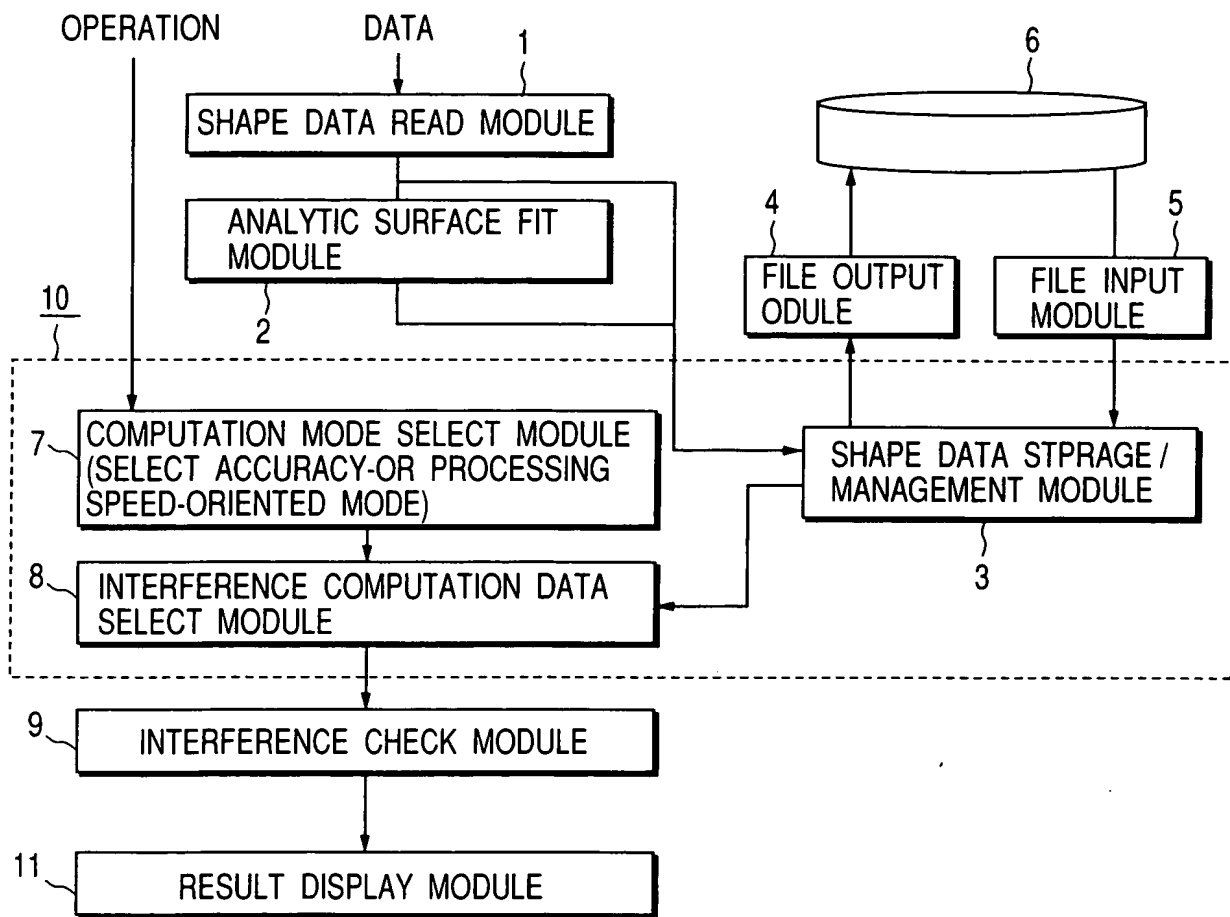 OPERATION
DATA
1
SHAPE DATA READ MODULE
6
ANALYTIC SURFACE FIT
MODULE
2
4
FILE OUTPUT
ODULE
5
FILE INPUT
MODULE
10
7
COMPUTATION MODE SELECT MODULE
(SELECT ACCURACY-OR PROCESSING
SPEED-ORIENTED MODE)
SHAPE DATA STPRAGE /
MANAGEMENT MODULE
3
8
INTERFERENCE COMPUTATION DATA
SELECT MODULE
9
INTERFERENCE CHECK MODULE
11
RESULT DISPLAY MODULE